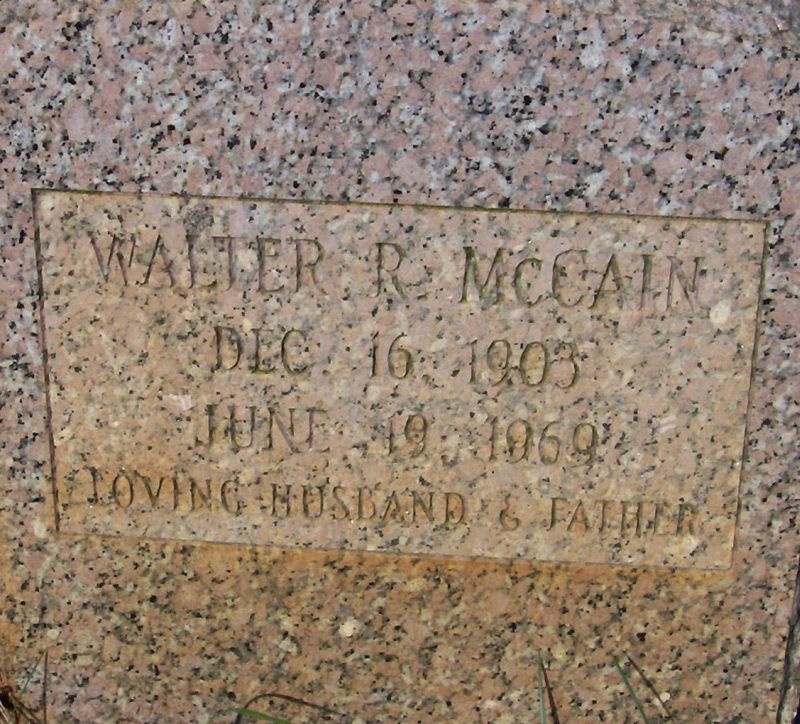 WALTER R. McCAIN
DEC. 16, 1903
JUNE 19, 1969
LOVING HUSBAND & FATHER